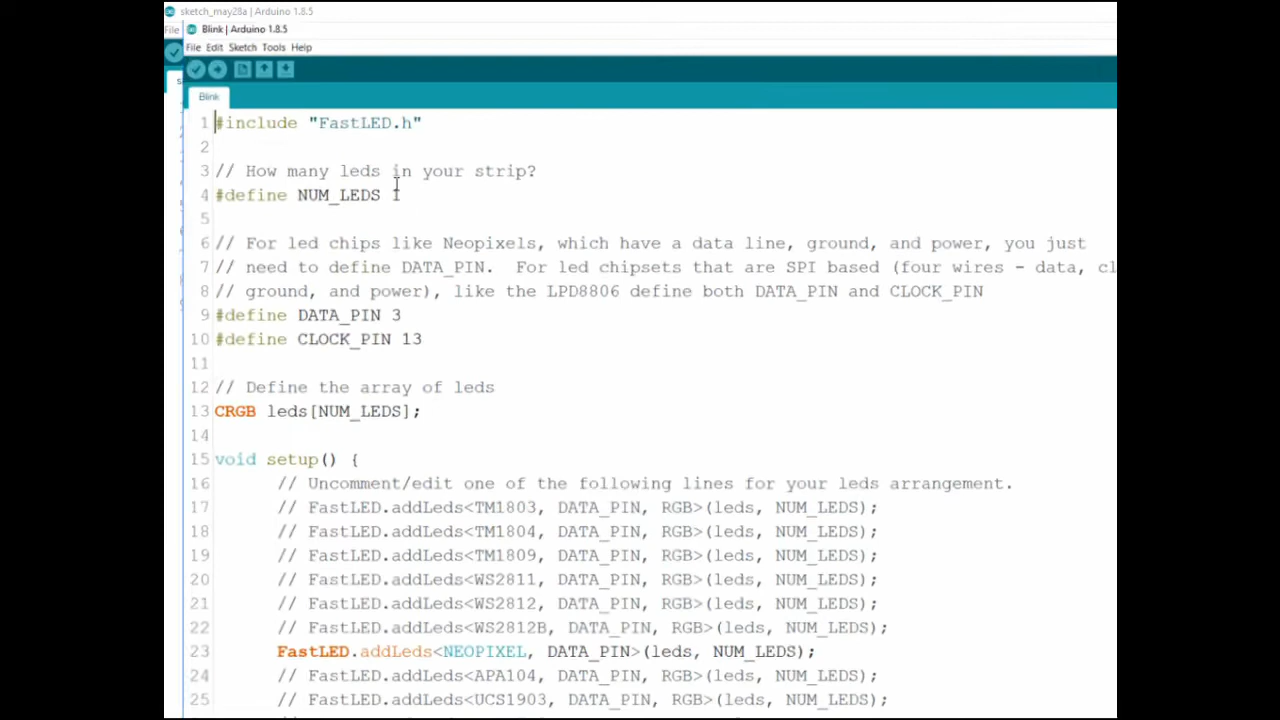 sketch_may28a | Arduino 1.8.5
File
Blink | Arduino 1.8.5
File Edit Sketch Tools Help
Blink
1 #include "FastLED.h"
2
3 // How many leds in your strip?
4 #define NUM_LEDS 1
5
6 // For led chips like Neopixels, which have a data line, ground, and power, you just
7 // need to define DATA_PIN.  For led chipsets that are SPI based (four wires - data, cl
8 // ground, and power), like the LPD8806 define both DATA_PIN and CLOCK_PIN
9 #define DATA_PIN 3
10 #define CLOCK_PIN 13
11
12 // Define the array of leds
13 CRGB leds[NUM_LEDS];
14
15 void setup() {
16 // Uncomment/edit one of the following lines for your leds arrangement.
17 // FastLED.addLeds<TM1803, DATA_PIN, RGB>(leds, NUM_LEDS);
18 // FastLED.addLeds<TM1804, DATA_PIN, RGB>(leds, NUM_LEDS);
19 // FastLED.addLeds<TM1809, DATA_PIN, RGB>(leds, NUM_LEDS);
20 // FastLED.addLeds<WS2811, DATA_PIN, RGB>(leds, NUM_LEDS);
21 // FastLED.addLeds<WS2812, DATA_PIN, RGB>(leds, NUM_LEDS);
22 // FastLED.addLeds<WS2812B, DATA_PIN, RGB>(leds, NUM_LEDS);
23 FastLED.addLeds<NEOPIXEL, DATA_PIN>(leds, NUM_LEDS);
24 // FastLED.addLeds<APA104, DATA_PIN, RGB>(leds, NUM_LEDS);
25 // FastLED.addLeds<UCS1903, DATA_PIN, RGB>(leds, NUM_LEDS);